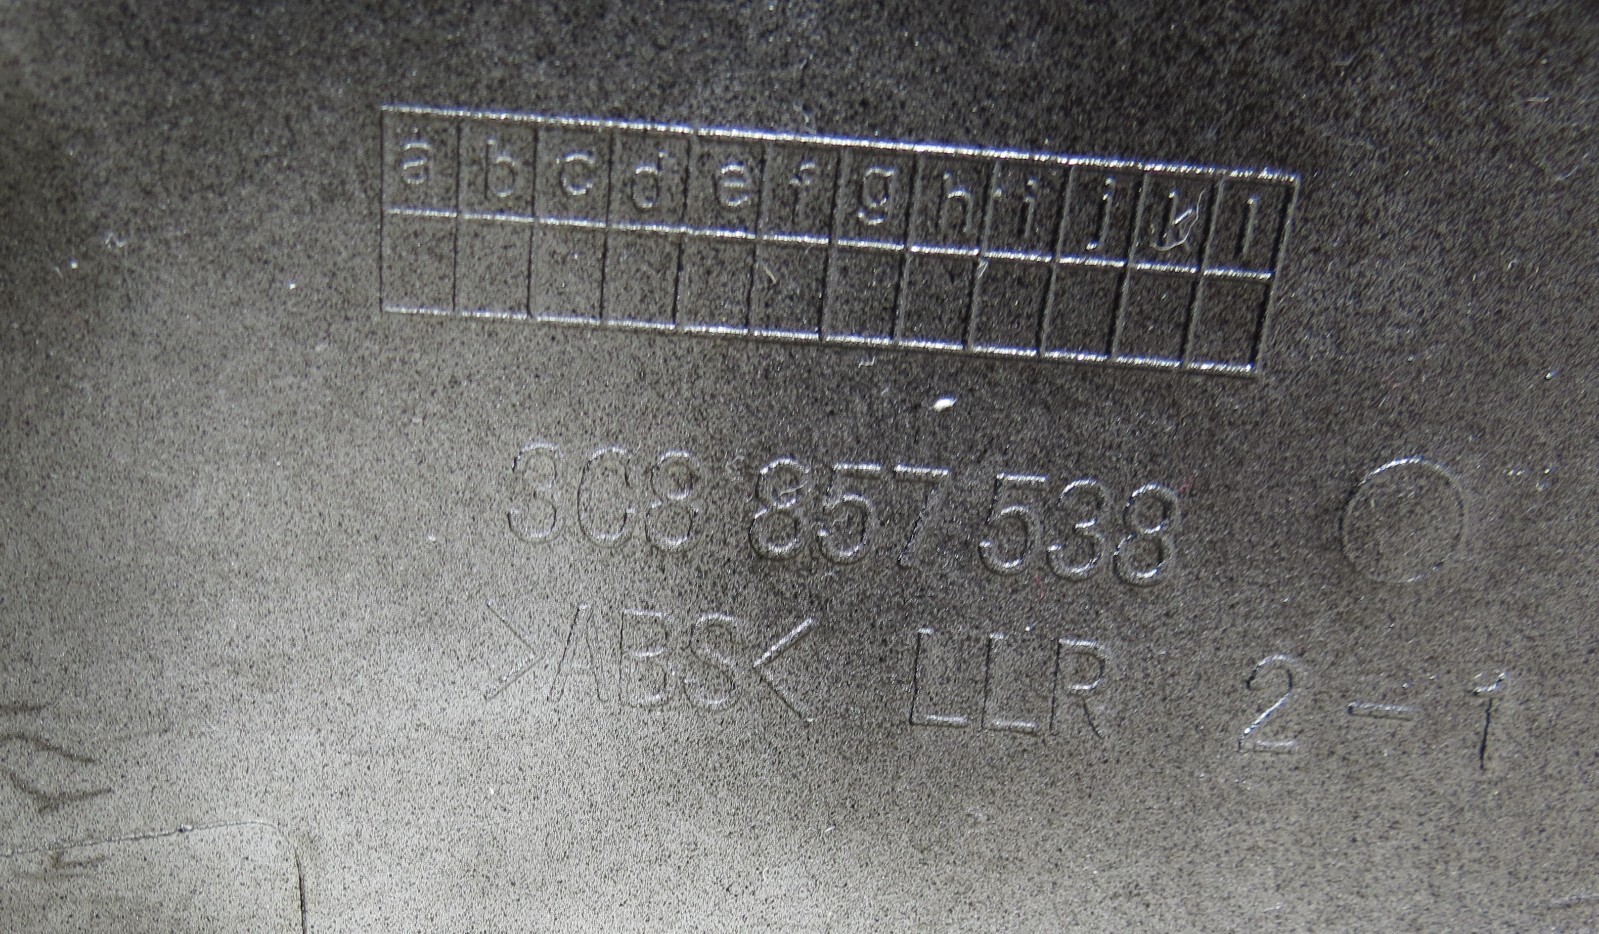 a b c d e f g h i j k l
3C8 857 538
>ABS< LLR 2-1